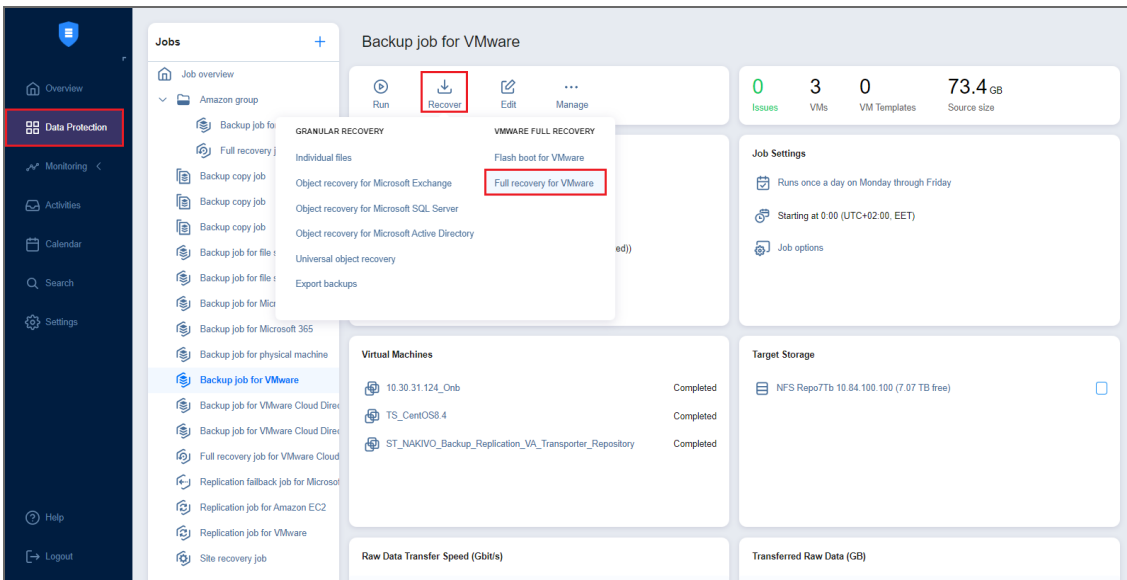 Overview
Data Protection
Monitoring
Activities
Calendar
Search
Settings
Help
Logout
Jobs
Job overview
Amazon group
Backup job fo
Full recovery j
Backup copy job
Backup copy job
Backup copy job
Backup job for file s
Backup job for file s
Backup job for Micr
Backup job for Microsoft 365
Backup job for physical machine
Backup job for VMware
Backup job for VMware Cloud Direc
Backup job for VMware Cloud Direc
Full recovery job for VMware Cloud
Replication failback job for Microsof
Replication job for Amazon EC2
Replication job for VMware
Site recovery job
Backup job for VMware
Run Recover Edit Manage
GRANULAR RECOVERY
Individual files
Object recovery for Microsoft Exchange
Object recovery for Microsoft SQL Server
Object recovery for Microsoft Active Directory
Universal object recovery
Export backups
VMWARE FULL RECOVERY
Flash boot for VMware
Full recovery for VMware
ed))
0 3 0 73.4 GB
Issues VMs VM Templates Source size
Job Settings
Runs once a day on Monday through Friday
Starting at 0:00 (UTC+02:00, EET)
Job options
Virtual Machines
10.30.31.124_Onb Completed
TS_CentOS8.4 Completed
ST_NAKIVO_Backup_Replication_VA_Transporter_Repository Completed
Target Storage
NFS Repo7Tb 10.84.100.100 (7.07 TB free)
Raw Data Transfer Speed (Gbit/s)
Transferred Raw Data (GB)